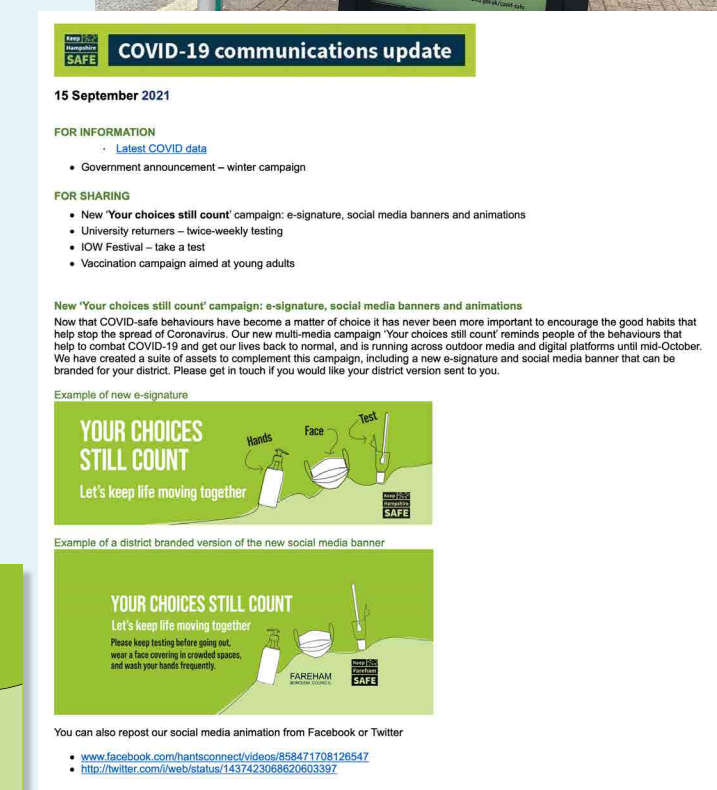 gov.uk/covid-safe
Keep
Hampshire
SAFE
COVID-19 communications update
15 September 2021
FOR INFORMATION
· Latest COVID data
• Government announcement – winter campaign
FOR SHARING
• New ‘Your choices still count’ campaign: e-signature, social media banners and animations
• University returners – twice-weekly testing
• IOW Festival – take a test
• Vaccination campaign aimed at young adults
New ‘Your choices still count’ campaign: e-signature, social media banners and animations
Now that COVID-safe behaviours have become a matter of choice it has never been more important to encourage the good habits that
help stop the spread of Coronavirus. Our new multi-media campaign ‘Your choices still count’ reminds people of the behaviours that
help to combat COVID-19 and get our lives back to normal, and is running across outdoor media and digital platforms until mid-October.
We have created a suite of assets to complement this campaign, including a new e-signature and social media banner that can be
branded for your district. Please get in touch if you would like your district version sent to you.
Example of new e-signature
YOUR CHOICES
STILL COUNT
Let's keep life moving together
Hands
Face
Test
Keep
Hampshire
SAFE
Example of a district branded version of the new social media banner
YOUR CHOICES STILL COUNT
Let's keep life moving together
Please keep testing before going out,
wear a face covering in crowded spaces,
and wash your hands frequently.
FAREHAM
BOROUGH COUNCIL
Keep
Fareham
SAFE
You can also repost our social media animation from Facebook or Twitter
• www.facebook.com/hantsconnect/videos/858471708126547
• http://twitter.com/i/web/status/1437423068620603397